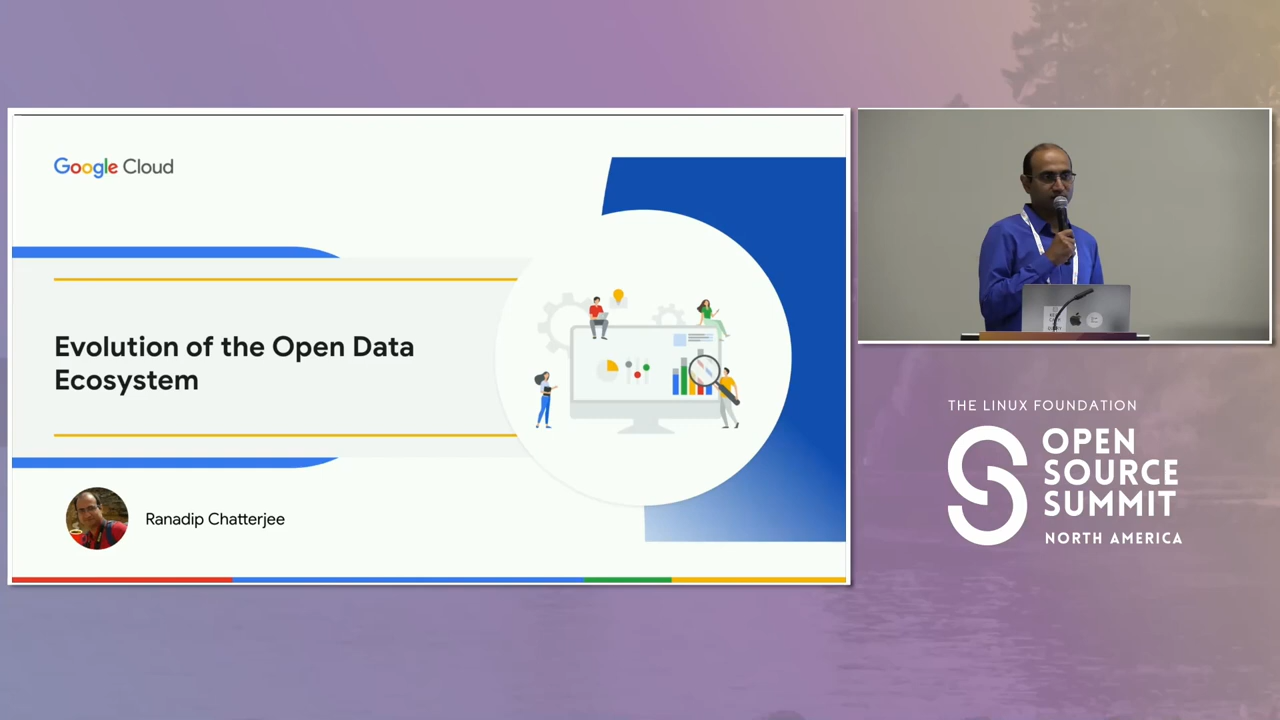 Google Cloud
Evolution of the Open Data
Ecosystem
Ranadip Chatterjee
THE LINUX FOUNDATION
OPEN
SOURCE
SUMMIT
NORTH AMERICA